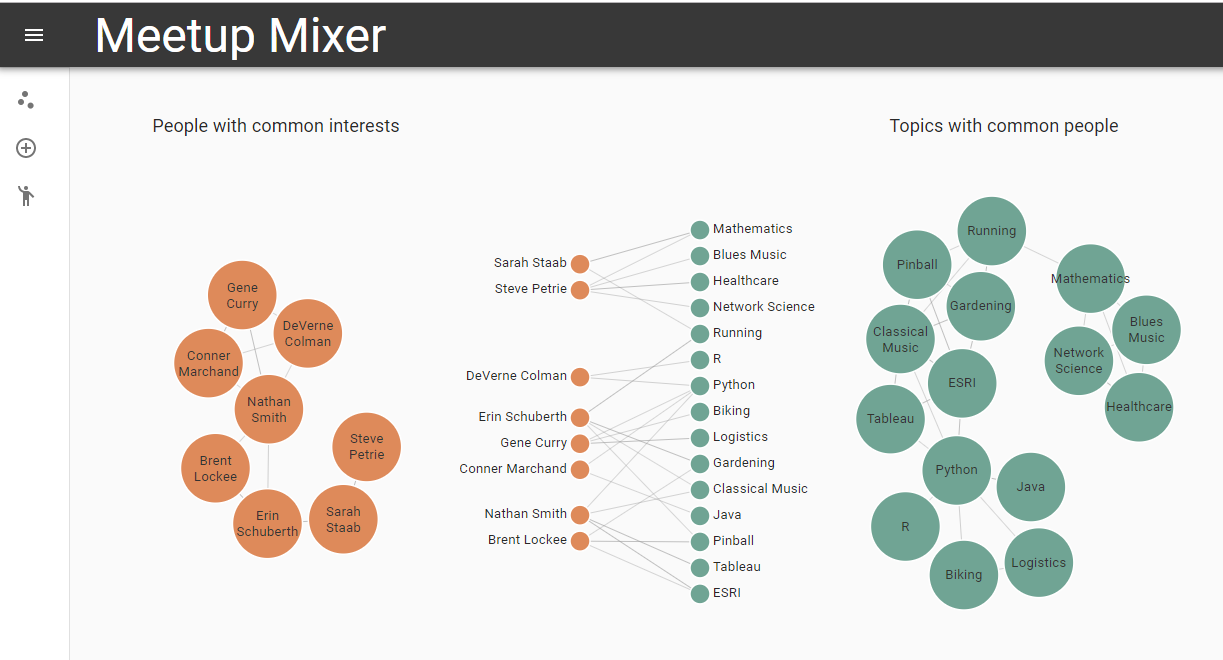 Meetup Mixer
People with common interests
Topics with common people
Gene
Curry
DeVerne
Colman
Conner
Marchand
Nathan
Smith
Steve
Petrie
Brent
Lockee
Erin
Schuberth
Sarah
Staab
Sarah Staab
Steve Petrie
DeVerne Colman
Erin Schuberth
Gene Curry
Conner Marchand
Nathan Smith
Brent Lockee
Mathematics
Blues Music
Healthcare
Network Science
Running
R
Python
Biking
Logistics
Gardening
Classical Music
Java
Pinball
Tableau
ESRI
Running
Pinball
Mathematics
Gardening
Classical
Music
Blues
Music
Network
Science
ESRI
Healthcare
Tableau
Python
Java
R
Logistics
Biking